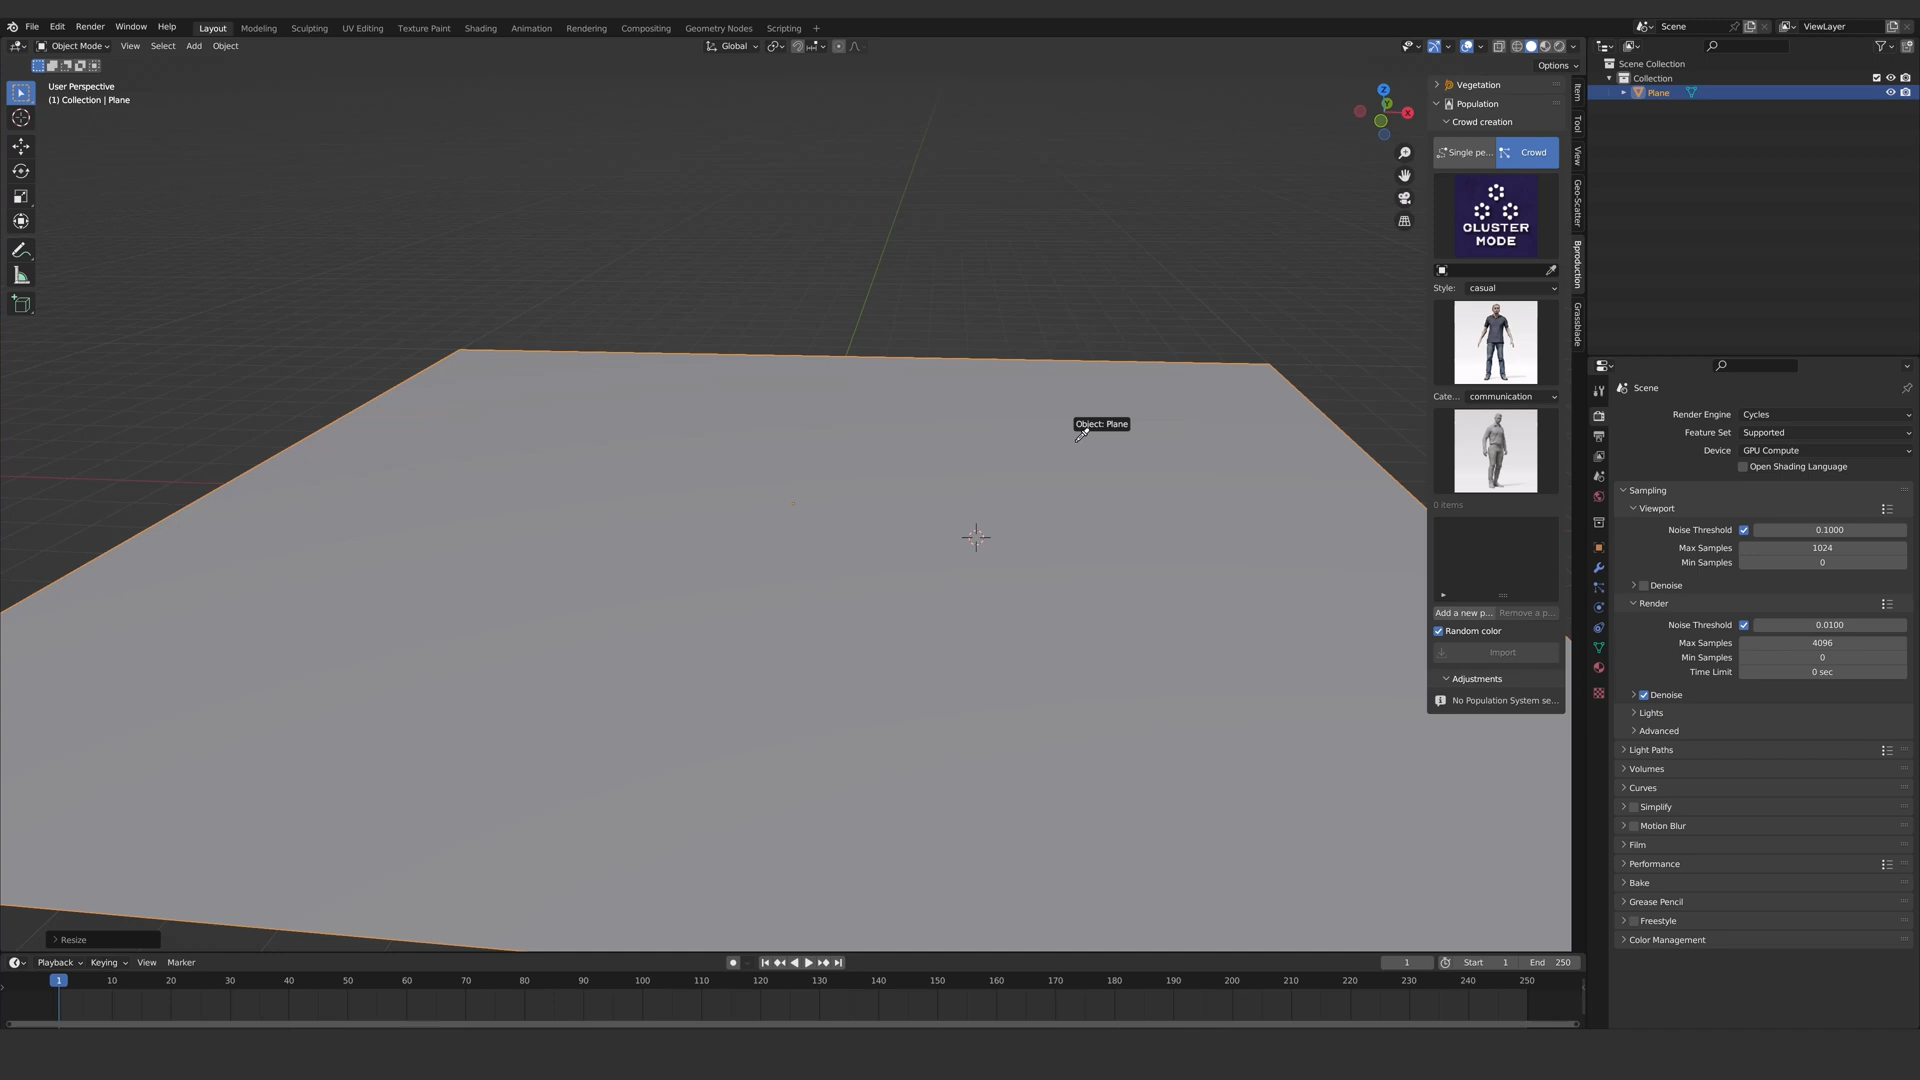 File Edit Render Window Help Layout Modeling Sculpting UV Editing Texture Paint Shading Animation Rendering Compositing Geometry Nodes Scripting + Scene ViewLayer
Object Mode View Select Add Object Global
Options
User Perspective
(1) Collection | Plane
Z
Y
X
Vegetation
Population
Crowd creation
Single pe... Crowd
CLUSTER
MODE
Style: casual
Cate... communication
0 items
Add a new p... Remove a p...
Random color
Import
Adjustments
No Population System se...
Item
Tool
View
Geo-Scatter
Bproduction
Grassblade
Object: Plane
Resize
Scene Collection
Collection
Plane
Scene
Render Engine Cycles
Feature Set Supported
Device GPU Compute
Open Shading Language
Sampling
Viewport
Noise Threshold 0.1000
Max Samples 1024
Min Samples 0
Denoise
Render
Noise Threshold 0.0100
Max Samples 4096
Min Samples 0
Time Limit 0 sec
Denoise
Lights
Advanced
Light Paths
Volumes
Curves
Simplify
Motion Blur
Film
Performance
Bake
Grease Pencil
Freestyle
Color Management
Playback Keying View Marker 1 Start 1 End 250
1 10 20 30 40 50 60 70 80 90 100 110 120 130 140 150 160 170 180 190 200 210 220 230 240 250